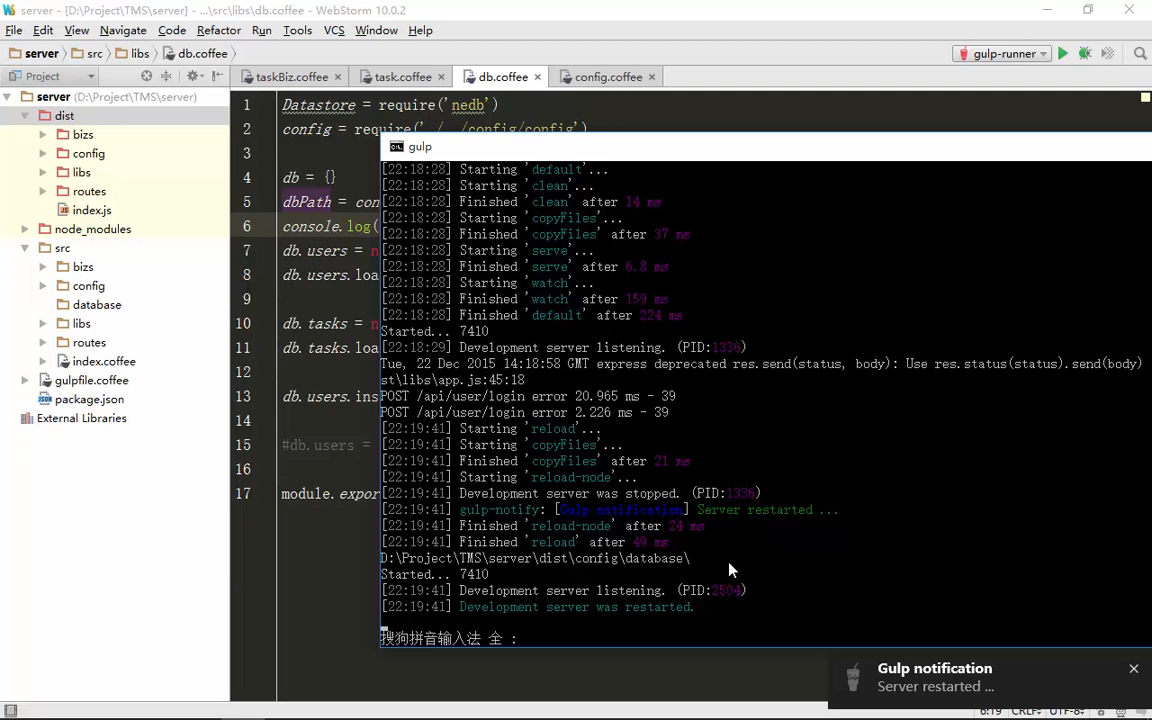 server - [D:\Project\TMS\server] - ...\src\libs\db.coffee - WebStorm 10.0.2
File Edit View Navigate Code Refactor Run Tools VCS Window Help
server src libs db.coffee gulp-runner
Project taskBiz.coffee task.coffee db.coffee config.coffee
server (D:\Project\TMS\server)
dist
bizs
config
libs
routes
index.js
node_modules
src
bizs
config
database
libs
routes
index.coffee
gulpfile.coffee
package.json
External Libraries
1 Datastore = require('nedb')
2 config = require('./../config/config')
3
4 db = {}
5 dbPath = con
6 console.log(
7 db.users = n
8 db.users.loa
9
10 db.tasks = n
11 db.tasks.loa
12
13 db.users.ins
14
15 #db.users =
16
17 module.expor
gulp
[22:18:28] Starting 'default'...
[22:18:28] Starting 'clean'...
[22:18:28] Finished 'clean' after 14 ms
[22:18:28] Starting 'copyFiles'...
[22:18:28] Finished 'copyFiles' after 37 ms
[22:18:28] Starting 'serve'...
[22:18:28] Finished 'serve' after 6.8 ms
[22:18:28] Starting 'watch'...
[22:18:28] Finished 'watch' after 159 ms
[22:18:28] Finished 'default' after 224 ms
Started... 7410
[22:18:29] Development server listening. (PID:1336)
Tue, 22 Dec 2015 14:18:58 GMT express deprecated res.send(status, body): Use res.status(status).send(body)
st\libs\app.js:45:18
POST /api/user/login error 20.965 ms - 39
POST /api/user/login error 2.226 ms - 39
[22:19:41] Starting 'reload'...
[22:19:41] Starting 'copyFiles'...
[22:19:41] Finished 'copyFiles' after 21 ms
[22:19:41] Starting 'reload-node'...
[22:19:41] Development server was stopped. (PID:1336)
[22:19:41] gulp-notify: [Gulp notification] Server restarted ...
[22:19:41] Finished 'reload-node' after 24 ms
[22:19:41] Finished 'reload' after 49 ms
D:\Project\TMS\server\dist\config\database\
Started... 7410
[22:19:41] Development server listening. (PID:2504)
[22:19:41] Development server was restarted.
搜狗拼音输入法 全 :
Gulp notification
Server restarted ...
6:19 CRLF UTF-8